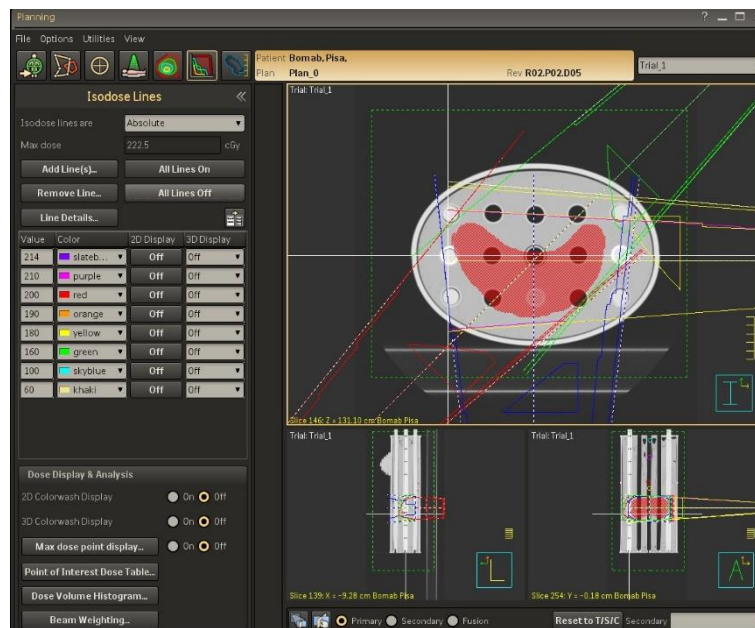 Planning
File Options Utilities View
Patient Bomab, Pisa,
Plan Plan_0 Rev R02.P02.D05
Trial_1
Isodose Lines
Isodose lines are Absolute
Max dose 222.5 cGy
Add Line(s)... All Lines On
Remove Line... All Lines Off
Line Details...
Value Color 2D Display 3D Display
214 slateb... Off Off
210 purple Off Off
200 red Off Off
190 orange Off Off
180 yellow Off Off
160 green Off Off
100 skyblue Off Off
60 khaki Off Off
Dose Display & Analysis
2D Colorwash Display On Off
3D Colorwash Display On Off
Max dose point display... On Off
Point of Interest Dose Table...
Dose Volume Histogram...
Beam Weighting...
Trial: Trial_1
Slice 146: Z = 131.10 cm Bomab Pisa
Trial: Trial_1
Slice 139: X = -9.28 cm Bomab Pisa
Trial: Trial_1
Slice 254: Y = -0.18 cm Bomab Pisa
Primary Secondary Fusion Reset to T/S/C Secondary